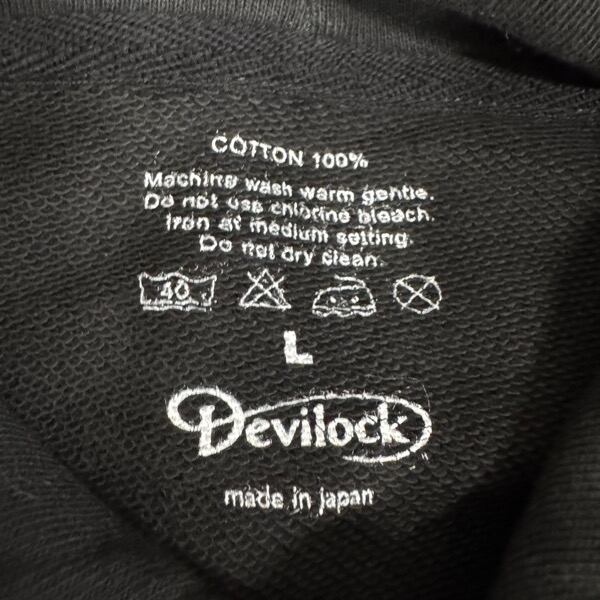 COTTON 100%
Machine wash warm gentle.
Do not use chlorine bleach.
Iron at medium setting.
Do not dry clean.
40
L
Devilock
made in japan